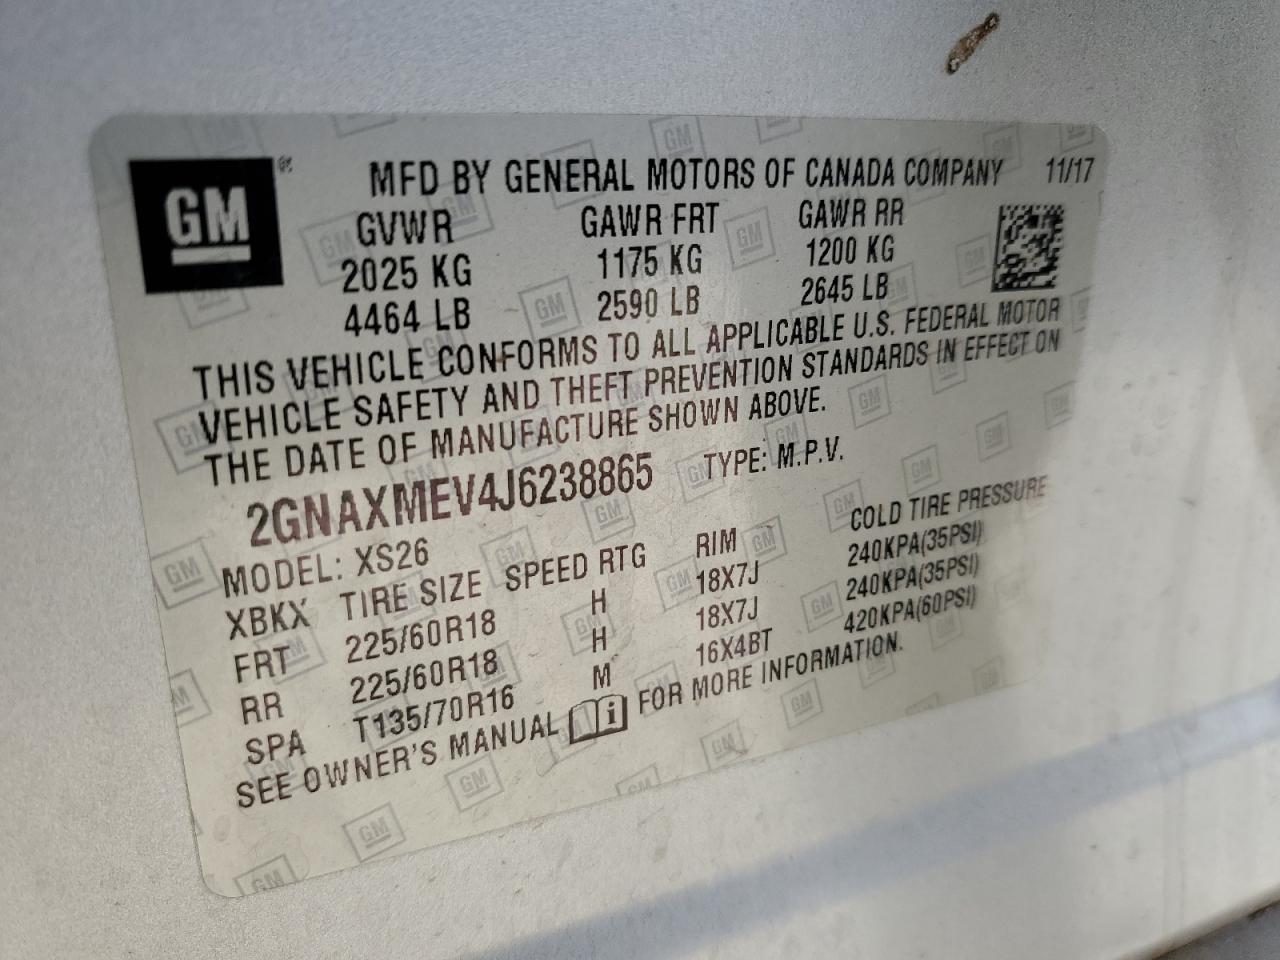 GM ® MFD BY GENERAL MOTORS OF CANADA COMPANY 11/17
GVWR GAWR FRT GAWR RR
2025 KG 1175 KG 1200 KG
4464 LB 2590 LB 2645 LB
THIS VEHICLE CONFORMS TO ALL APPLICABLE U.S. FEDERAL MOTOR
VEHICLE SAFETY AND THEFT PREVENTION STANDARDS IN EFFECT ON
THE DATE OF MANUFACTURE SHOWN ABOVE.
2GNAXMEV4J6238865 TYPE: M.P.V.
MODEL: XS26
XBKX TIRE SIZE SPEED RTG RIM COLD TIRE PRESSURE
FRT 225/60R18 H 18X7J 240KPA(35PSI)
RR 225/60R18 H 18X7J 240KPA(35PSI)
SPA T135/70R16 M 16X4BT 420KPA(60PSI)
SEE OWNER'S MANUAL i FOR MORE INFORMATION.